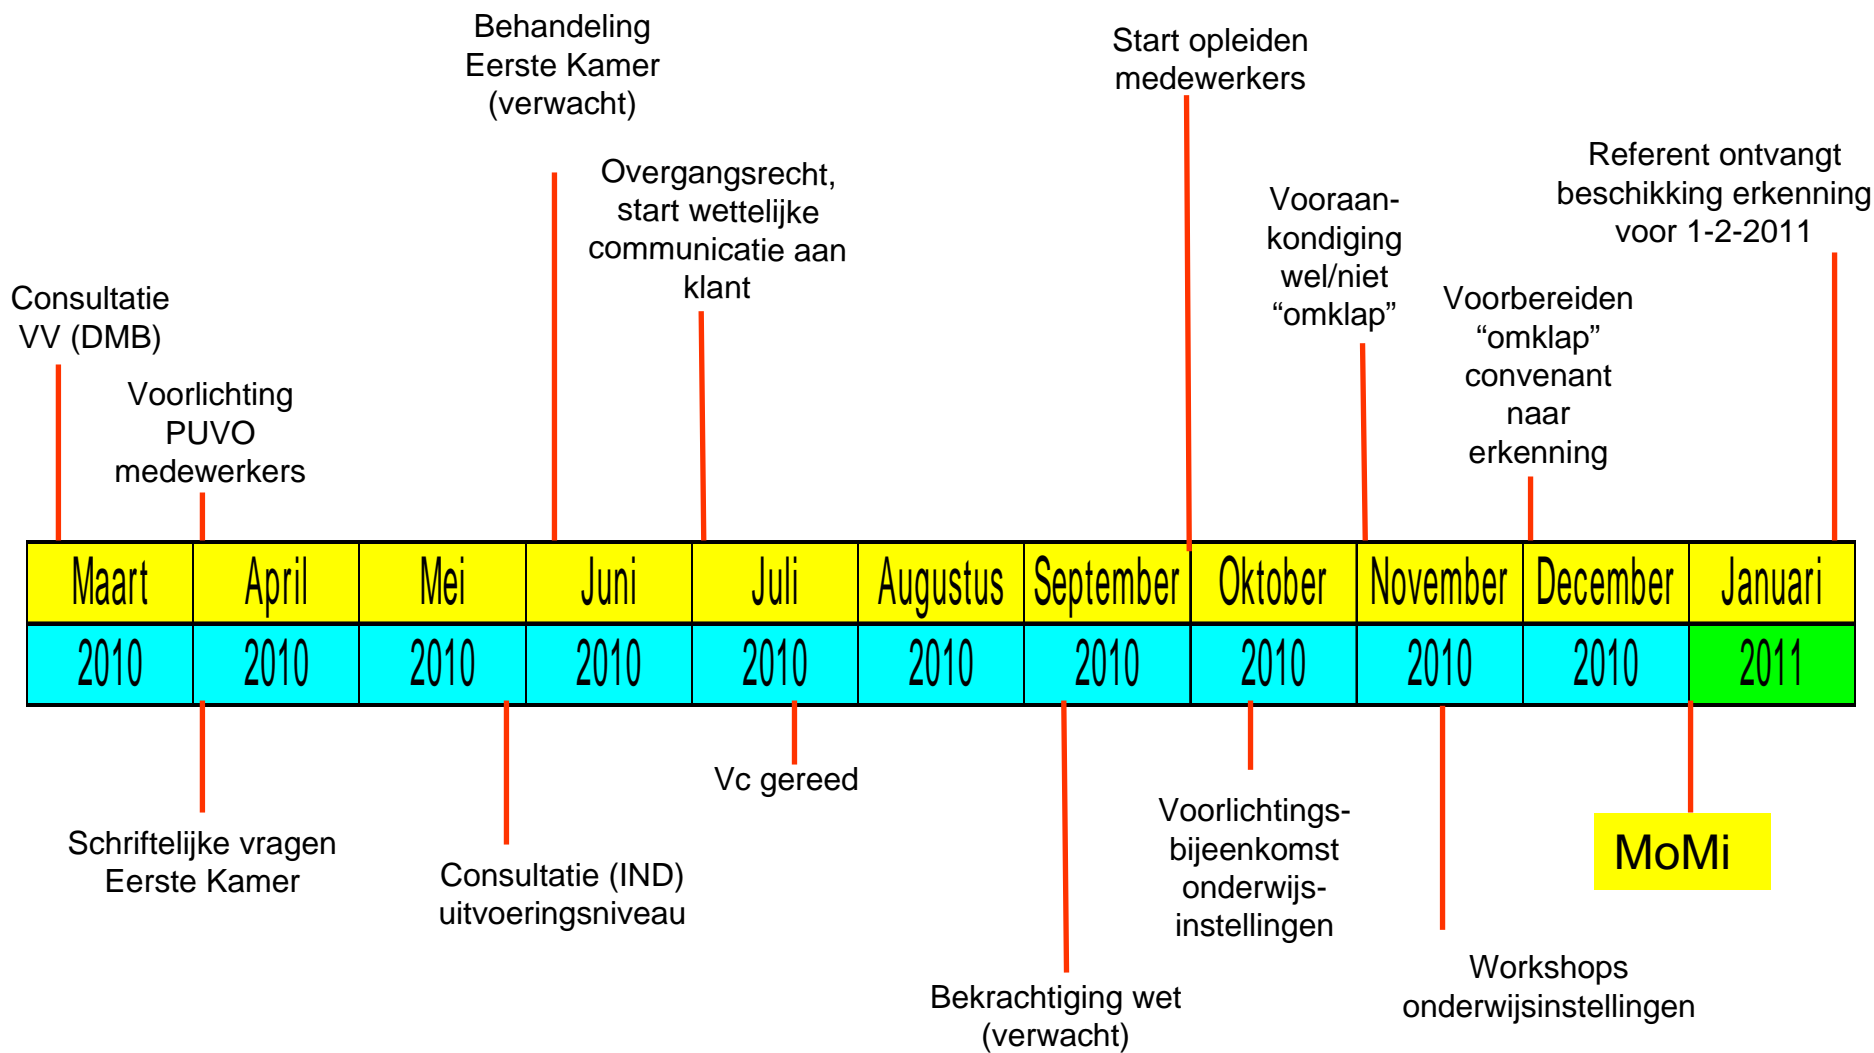 Behandeling
Eerste Kamer
(verwacht)
Start opleiden
medewerkers
Overgangsrecht,
start wettelijke
communicatie aan
klant
Vooraan-
kondiging
wel/niet
“omklap”
Referent ontvangt
beschikking erkenning
voor 1-2-2011
Consultatie
VV (DMB)
Voorlichting
PUVO
medewerkers
Voorbereiden
“omklap”
convenant
naar
erkenning
Maart April Mei Juni Juli Augustus September Oktober November December Januari
2010 2010 2010 2010 2010 2010 2010 2010 2010 2010 2011
Schriftelijke vragen
Eerste Kamer
Consultatie (IND)
uitvoeringsniveau
Vc gereed
Bekrachtiging wet
(verwacht)
Voorlichtings-
bijeenkomst
onderwijs-
instellingen
Workshops
onderwijsinstellingen
MoMi